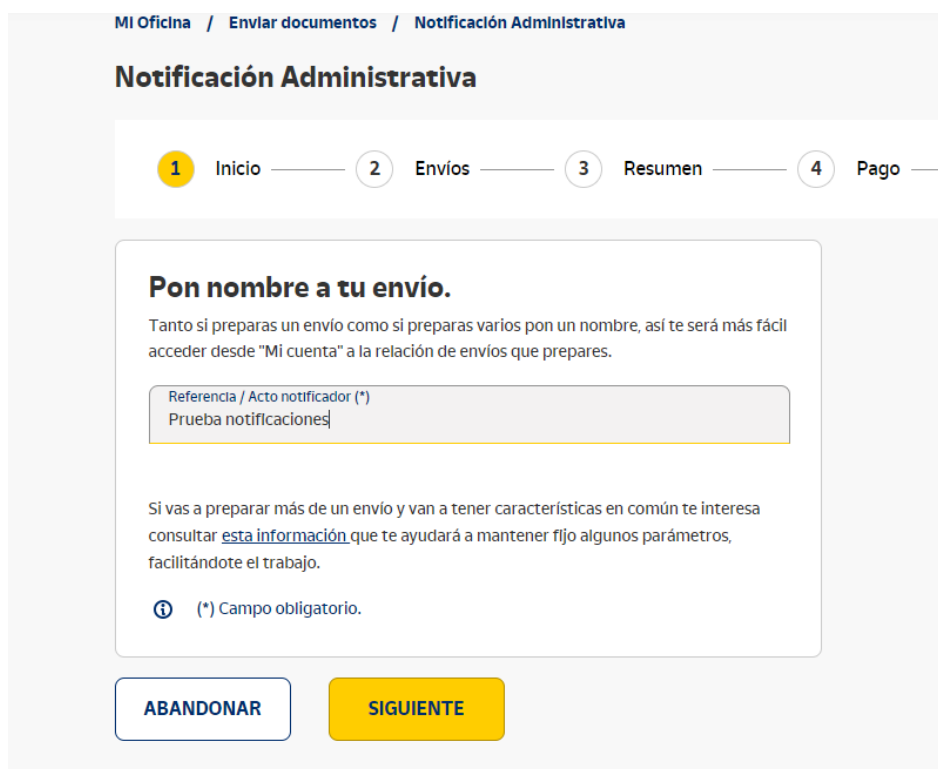 Mi Oficina / Enviar documentos / Notificación Administrativa
Notificación Administrativa
1 Inicio 2 Envíos 3 Resumen 4 Pago
Pon nombre a tu envío.
Tanto si preparas un envío como si preparas varios pon un nombre, así te será más fácil
acceder desde "Mi cuenta" a la relación de envíos que prepares.
Referencia / Acto notificador (*)
Prueba notificaciones
Si vas a preparar más de un envío y van a tener características en común te interesa
consultar esta información que te ayudará a mantener fijo algunos parámetros,
facilitándote el trabajo.
(*) Campo obligatorio.
ABANDONAR SIGUIENTE